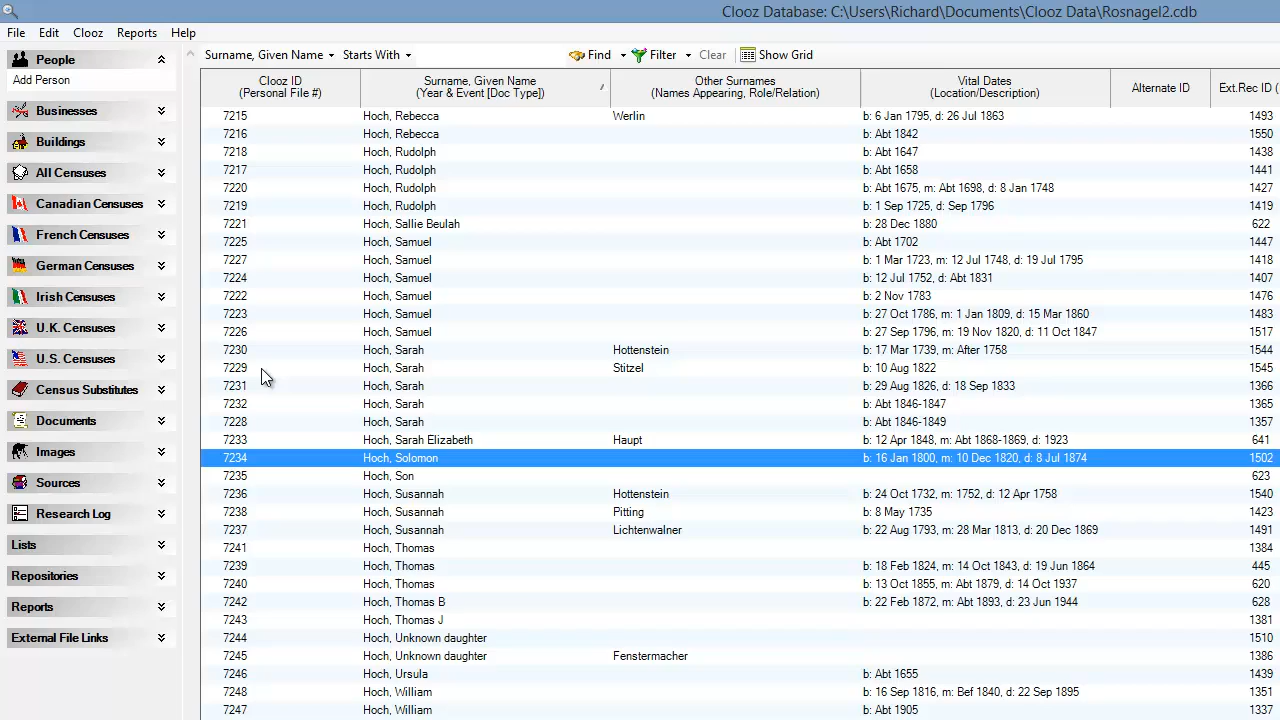 Clooz Database: C:\Users\Richard\Documents\Clooz Data\Rosnagel2.cdb
File Edit Clooz Reports Help
People
Add Person
Businesses
Buildings
All Censuses
Canadian Censuses
French Censuses
German Censuses
Irish Censuses
U.K. Censuses
U.S. Censuses
Census Substitutes
Documents
Images
Sources
Research Log
Lists
Repositories
Reports
External File Links
Surname, Given Name Starts With Find Filter Clear Show Grid
Clooz ID Surname, Given Name Other Surnames Vital Dates Alternate ID Ext.Rec ID (
(Personal File #) (Year & Event [Doc Type]) (Names Appearing, Role/Relation) (Location/Description)
7215 Hoch, Rebecca Werlin b: 6 Jan 1795, d: 26 Jul 1863 1493
7216 Hoch, Rebecca b: Abt 1842 1550
7218 Hoch, Rudolph b: Abt 1647 1438
7217 Hoch, Rudolph b: Abt 1658 1441
7220 Hoch, Rudolph b: Abt 1675, m: Abt 1698, d: 8 Jan 1748 1427
7219 Hoch, Rudolph b: 1 Sep 1725, d: Sep 1796 1419
7221 Hoch, Sallie Beulah b: 28 Dec 1880 622
7225 Hoch, Samuel b: Abt 1702 1447
7227 Hoch, Samuel b: 1 Mar 1723, m: 12 Jul 1748, d: 19 Jul 1795 1418
7224 Hoch, Samuel b: 12 Jul 1752, d: Abt 1831 1407
7222 Hoch, Samuel b: 2 Nov 1783 1476
7223 Hoch, Samuel b: 27 Oct 1786, m: 1 Jan 1809, d: 15 Mar 1860 1483
7226 Hoch, Samuel b: 27 Sep 1796, m: 19 Nov 1820, d: 11 Oct 1847 1517
7230 Hoch, Sarah Hottenstein b: 17 Mar 1739, m: After 1758 1544
7229 Hoch, Sarah Stitzel b: 10 Aug 1822 1545
7231 Hoch, Sarah b: 29 Aug 1826, d: 18 Sep 1833 1366
7232 Hoch, Sarah b: Abt 1846-1847 1365
7228 Hoch, Sarah b: Abt 1846-1849 1357
7233 Hoch, Sarah Elizabeth Haupt b: 12 Apr 1848, m: Abt 1868-1869, d: 1923 641
7234 Hoch, Solomon b: 16 Jan 1800, m: 10 Dec 1820, d: 8 Jul 1874 1502
7235 Hoch, Son 623
7236 Hoch, Susannah Hottenstein b: 24 Oct 1732, m: 1752, d: 12 Apr 1758 1540
7238 Hoch, Susannah Pitting b: 8 May 1735 1423
7237 Hoch, Susannah Lichtenwalner b: 22 Aug 1793, m: 28 Mar 1813, d: 20 Dec 1869 1491
7241 Hoch, Thomas 1384
7239 Hoch, Thomas b: 18 Feb 1824, m: 14 Oct 1843, d: 19 Jun 1864 445
7240 Hoch, Thomas b: 13 Oct 1855, m: Abt 1879, d: 14 Oct 1937 620
7242 Hoch, Thomas B b: 22 Feb 1872, m: Abt 1893, d: 23 Jun 1944 628
7243 Hoch, Thomas J 1381
7244 Hoch, Unknown daughter 1510
7245 Hoch, Unknown daughter Fenstermacher 1386
7246 Hoch, Ursula b: Abt 1655 1439
7248 Hoch, William b: 16 Sep 1816, m: Bef 1840, d: 22 Sep 1895 1351
7247 Hoch, William b: Abt 1905 1337